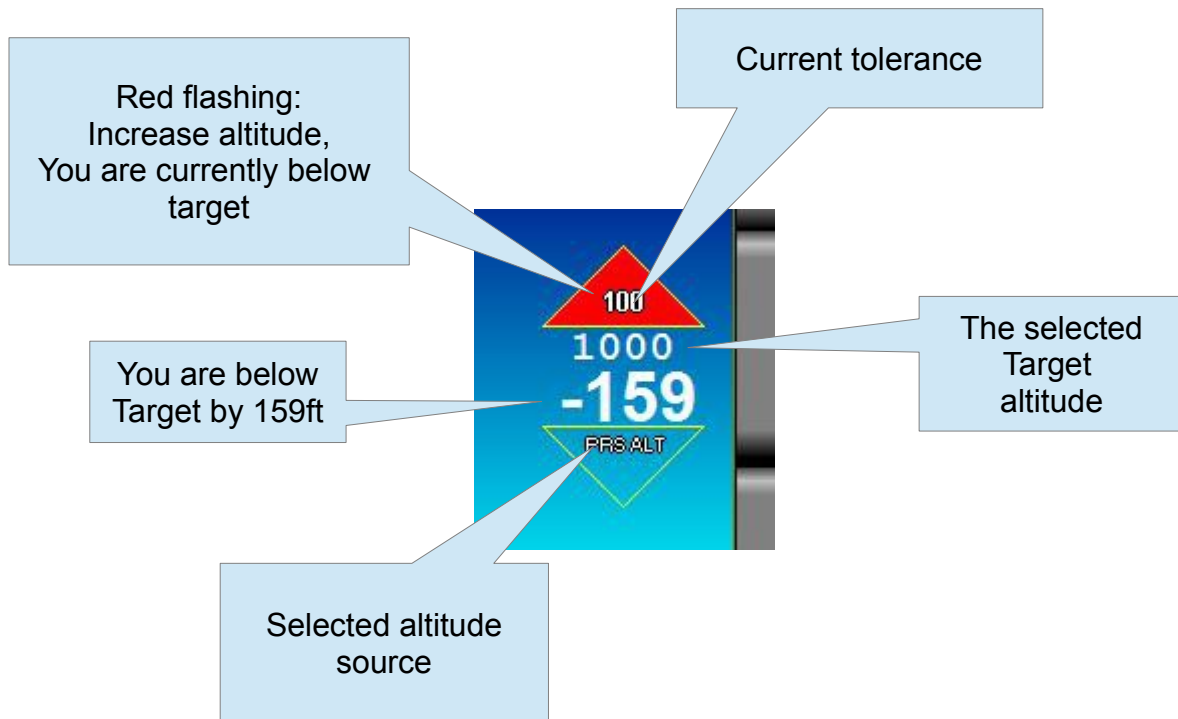 Red flashing:
Increase altitude,
You are currently below
target
Current tolerance
100
1000
-159
PRS ALT
You are below
Target by 159ft
The selected
Target
altitude
Selected altitude
source